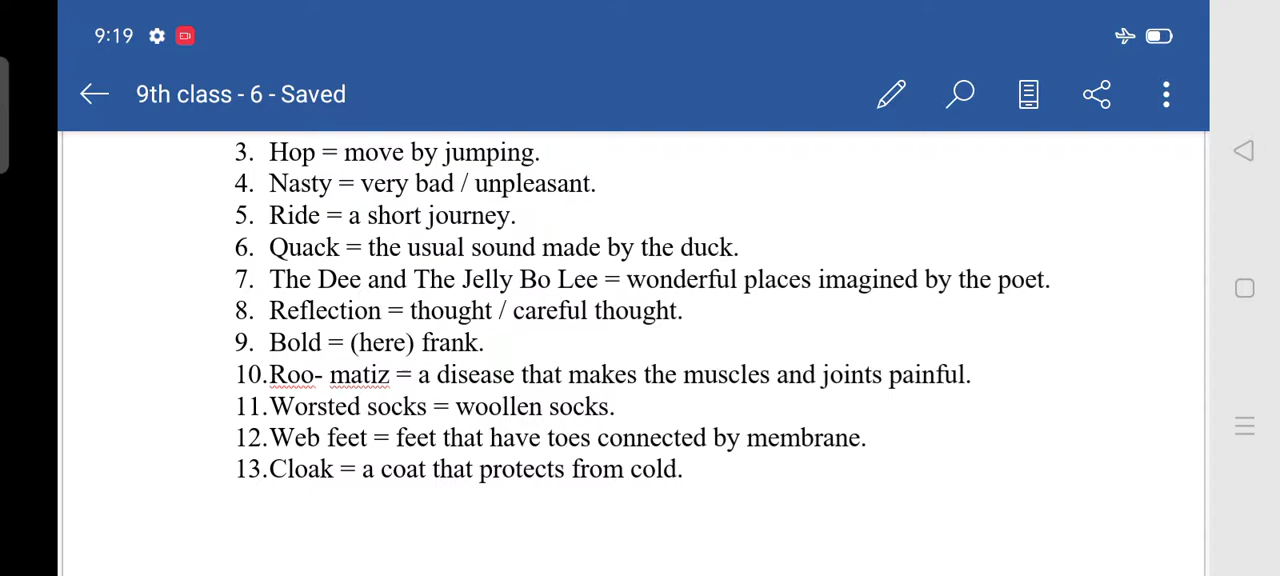 9:19
9th class - 6 - Saved
3. Hop = move by jumping.
4. Nasty = very bad / unpleasant.
5. Ride = a short journey.
6. Quack = the usual sound made by the duck.
7. The Dee and The Jelly Bo Lee = wonderful places imagined by the poet.
8. Reflection = thought / careful thought.
9. Bold = (here) frank.
10.Roo- matiz = a disease that makes the muscles and joints painful.
11.Worsted socks = woollen socks.
12.Web feet = feet that have toes connected by membrane.
13.Cloak = a coat that protects from cold.